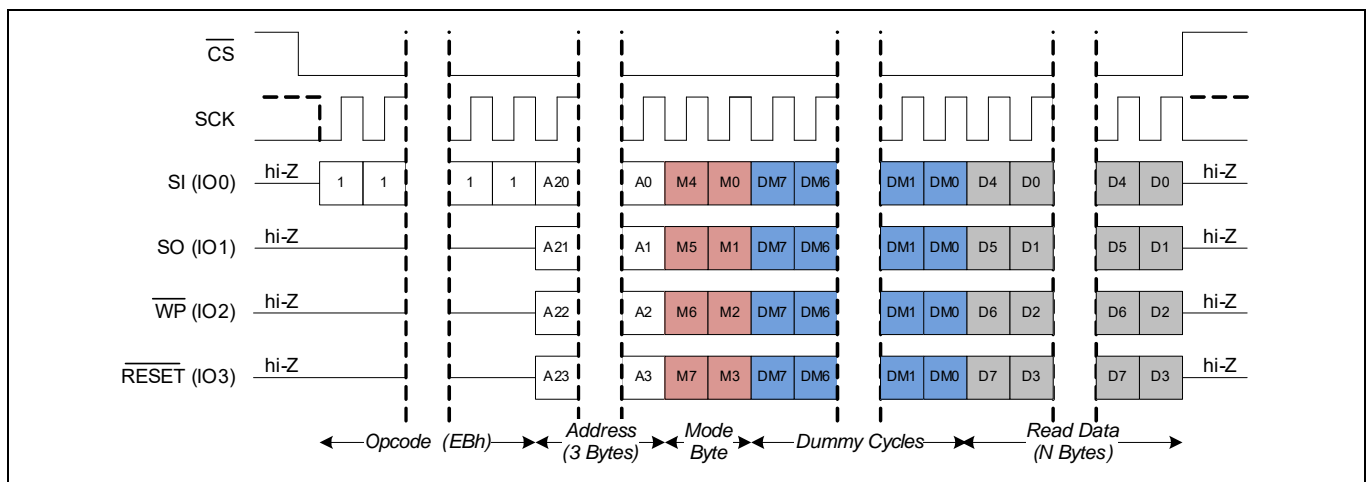 CS
SCK
SI (IO0) hi-Z 1 1 1 1 A20 A0 M4 M0 DM7 DM6 DM1 DM0 D4 D0 D4 D0 hi-Z
SO (IO1) hi-Z A21 A1 M5 M1 DM7 DM6 DM1 DM0 D5 D1 D5 D1 hi-Z
WP (IO2) hi-Z A22 A2 M6 M2 DM7 DM6 DM1 DM0 D6 D2 D6 D2 hi-Z
RESET (IO3) hi-Z A23 A3 M7 M3 DM7 DM6 DM1 DM0 D7 D3 D7 D3 hi-Z
Opcode (EBh) Address (3 Bytes) Mode Byte Dummy Cycles Read Data (N Bytes)